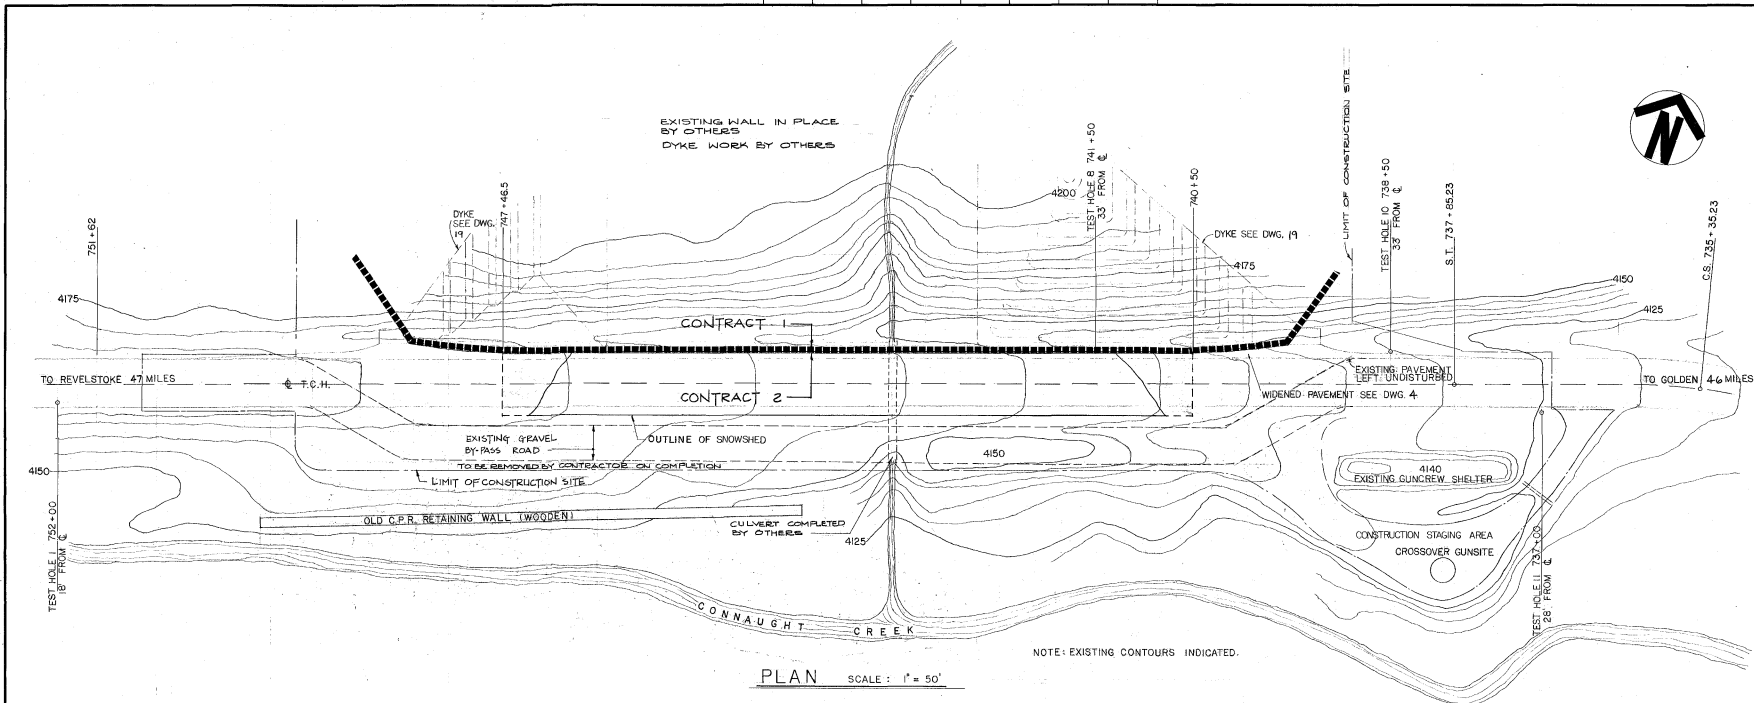 EXISTING WALL IN PLACE
BY OTHERS
DYKE WORK BY OTHERS
N
751 + 62
DYKE
SEE DWG.
19
747 + 46.5
4200
TEST HOLE 8 741 + 50
33' FROM ℄
740 + 50
LIMIT OF CONSTRUCTION SITE
TEST HOLE 10 738 + 50
33' FROM ℄
S.T. 737 + 85.23
C.S. 735 + 35.23
DYKE SEE DWG. 19
4175
4175
4150
4125
CONTRACT 1
CONTRACT 2
TO REVELSTOKE 47 MILES
℄ T.C.H.
EXISTING PAVEMENT
LEFT UNDISTURBED
TO GOLDEN 46 MILES
WIDENED PAVEMENT SEE DWG. 4
EXISTING GRAVEL
BY-PASS ROAD
OUTLINE OF SNOWSHED
TO BE REMOVED BY CONTRACTOR ON COMPLETION
LIMIT OF CONSTRUCTION SITE
4150
4150
4140
EXISTING GUNCREW SHELTER
OLD C.P.R. RETAINING WALL (WOODEN)
CULVERT COMPLETED
BY OTHERS
4125
CONSTRUCTION STAGING AREA
CROSSOVER GUNSITE
TEST HOLE 1 752 + 00
18' FROM ℄
TEST HOLE 11 737 + 00
28' FROM ℄
CONNAUGHT CREEK
NOTE: EXISTING CONTOURS INDICATED.
PLAN SCALE: 1" = 50'